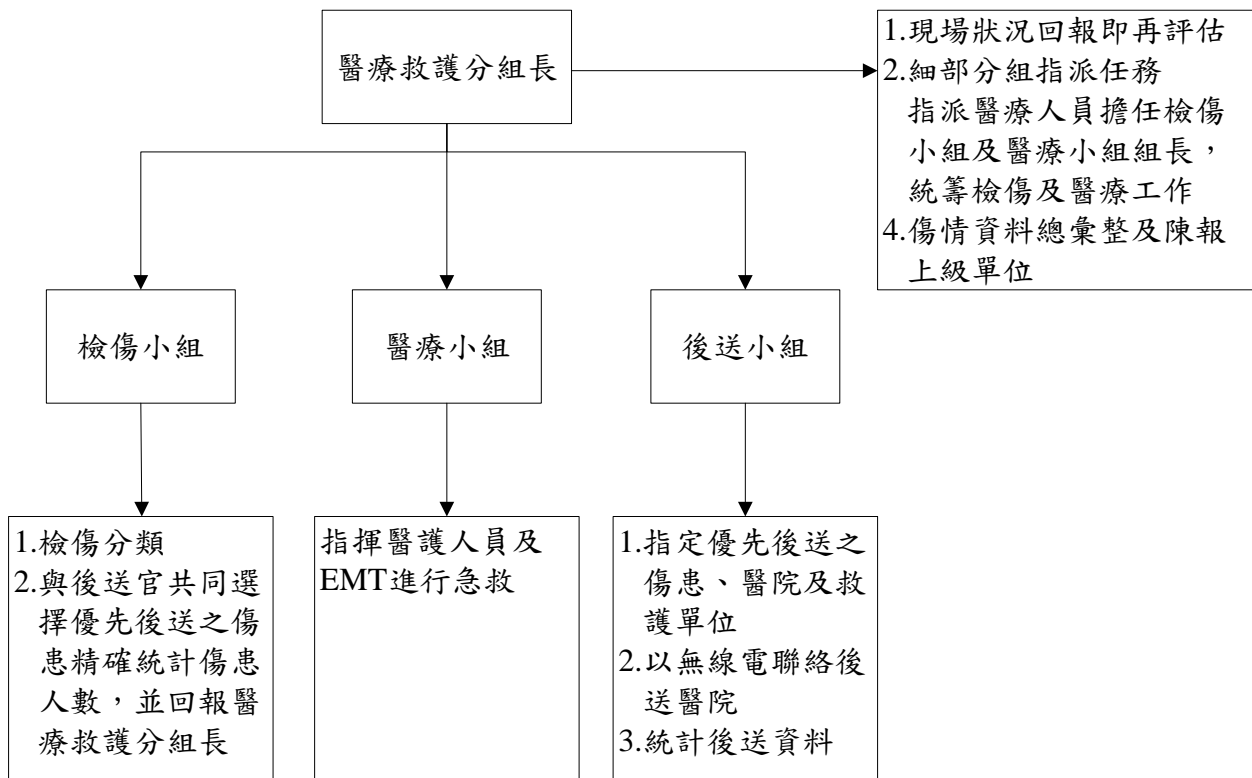 醫療救護分組長
1.現場狀況回報即再評估
2.細部分組指派任務
指派醫療人員擔任檢傷
小組及醫療小組組長，
統籌檢傷及醫療工作
4.傷情資料總彙整及陳報
上級單位
檢傷小組
醫療小組
後送小組
1.檢傷分類
2.與後送官共同選
擇優先後送之傷
患精確統計傷患
人數，並回報醫
療救護分組長
指揮醫護人員及
EMT進行急救
1.指定優先後送之
傷患、醫院及救
護單位
2.以無線電聯絡後
送醫院
3.統計後送資料